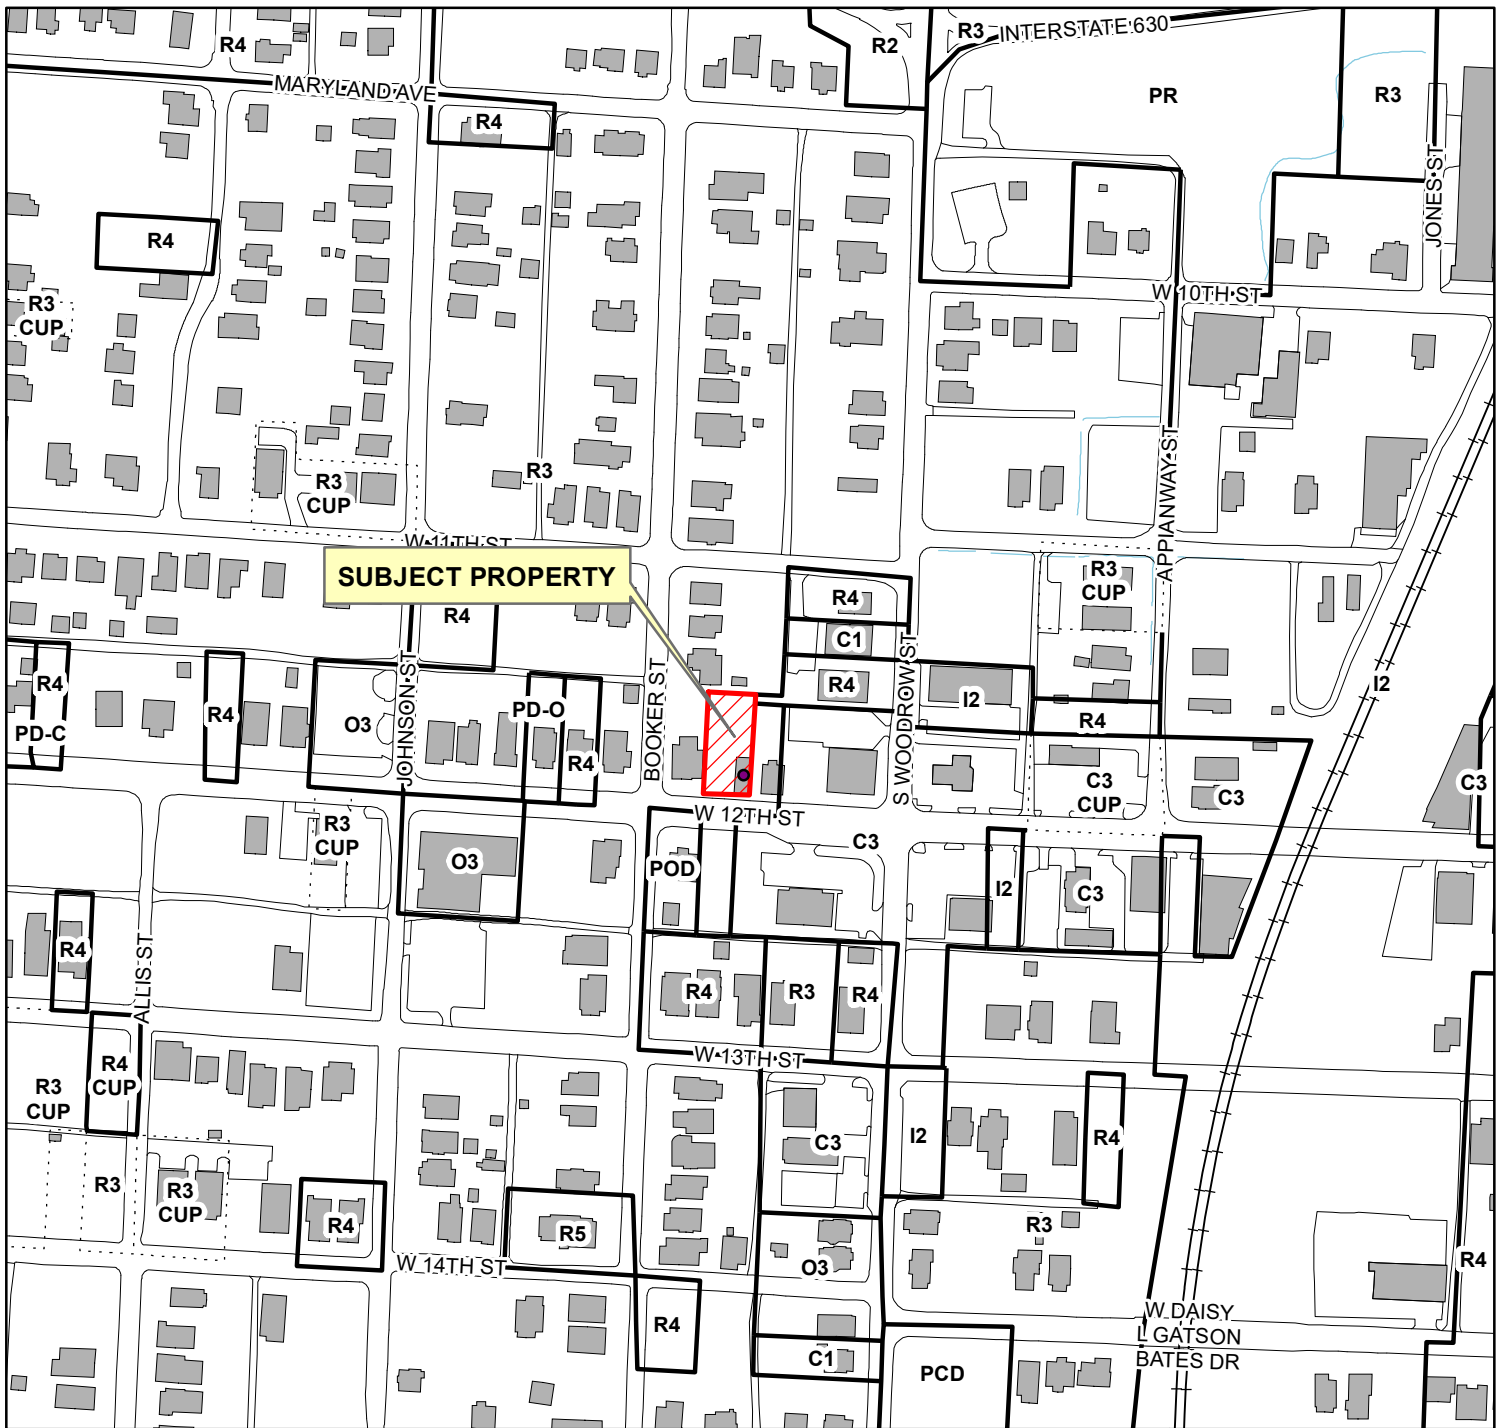 R4
R2
R3
INTERSTATE 630
MARYLAND AVE
PR
R3
R4
JONES ST
R4
R3
CUP
W 10TH ST
R3
R3
CUP
APPIANWAY ST
W 11TH ST
SUBJECT PROPERTY
R3
CUP
R4
R4
C1
R4
R4
PD-C
R4
O3
JOHNSON ST
PD-O
R4
BOOKER ST
S WOODROW ST
I2
R4
I2
C3
CUP
C3
C3
W 12TH ST
R3
CUP
O3
POD
C3
I2
C3
R4
ALLIS ST
R4
R3
R4
W 13TH ST
R4
CUP
R3
CUP
C3
I2
R4
R3
R3
CUP
R4
R5
R3
O3
R4
W 14TH ST
R4
C1
PCD
W DAISY
L GATSON
BATES DR